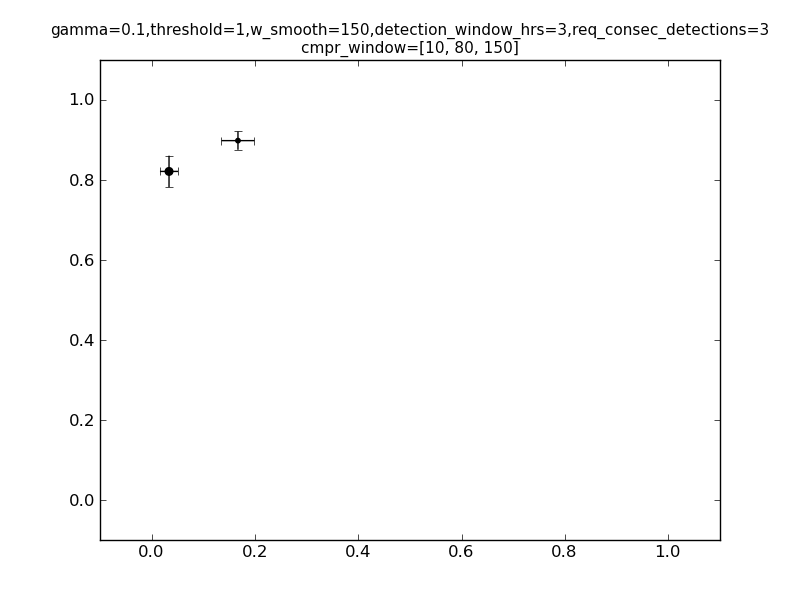 gamma=0.1,threshold=1,w_smooth=150,detection_window_hrs=3,req_consec_detections=3
cmpr_window=[10, 80, 150]
1.0
0.8
0.6
0.4
0.2
0.0
0.0 0.2 0.4 0.6 0.8 1.0